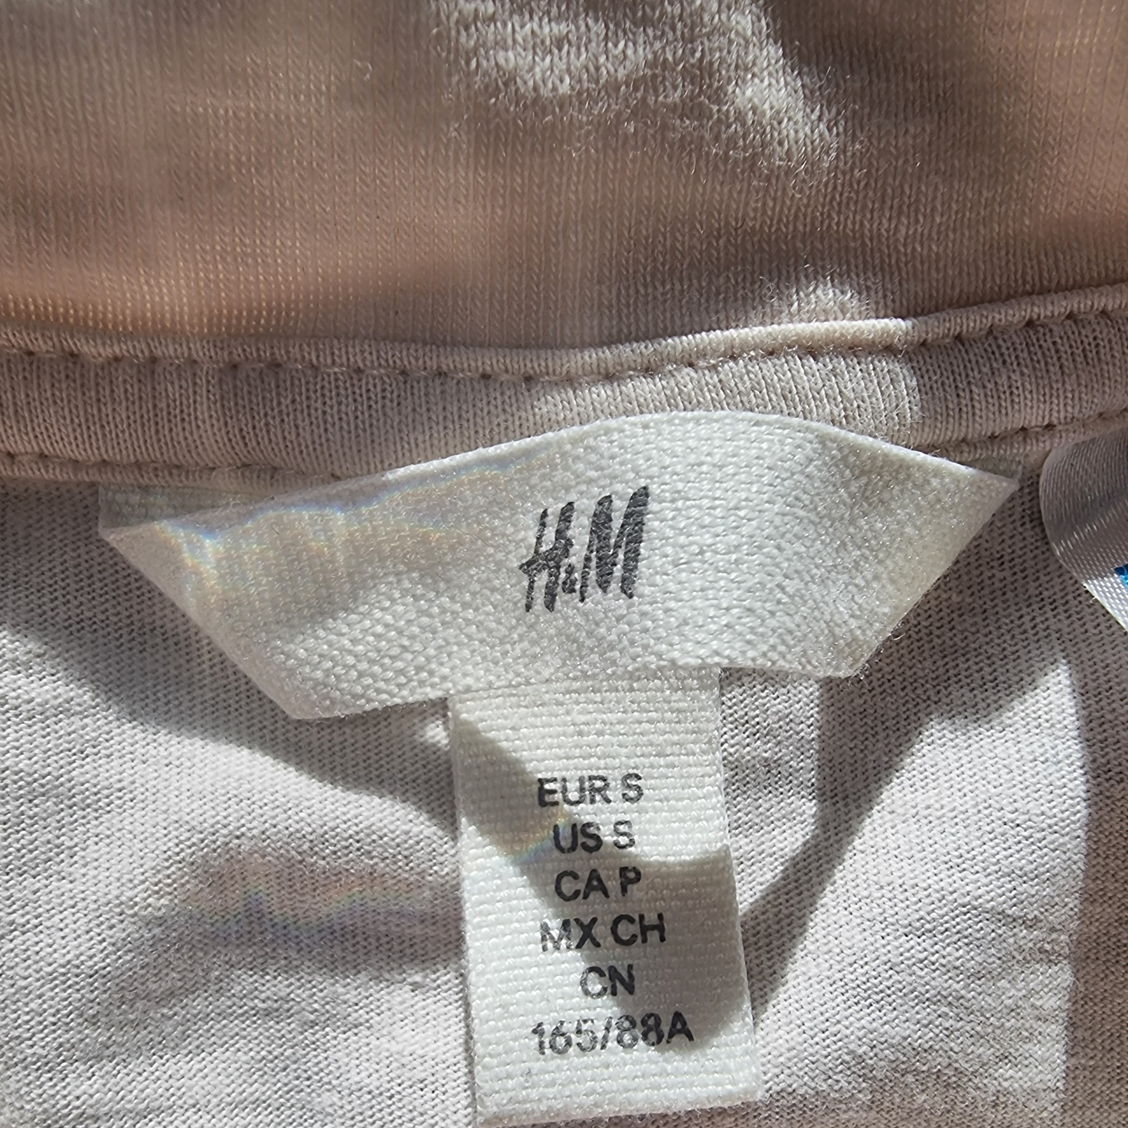 H&M
EUR S
US S
CA P
MX CH
CN
165/88A